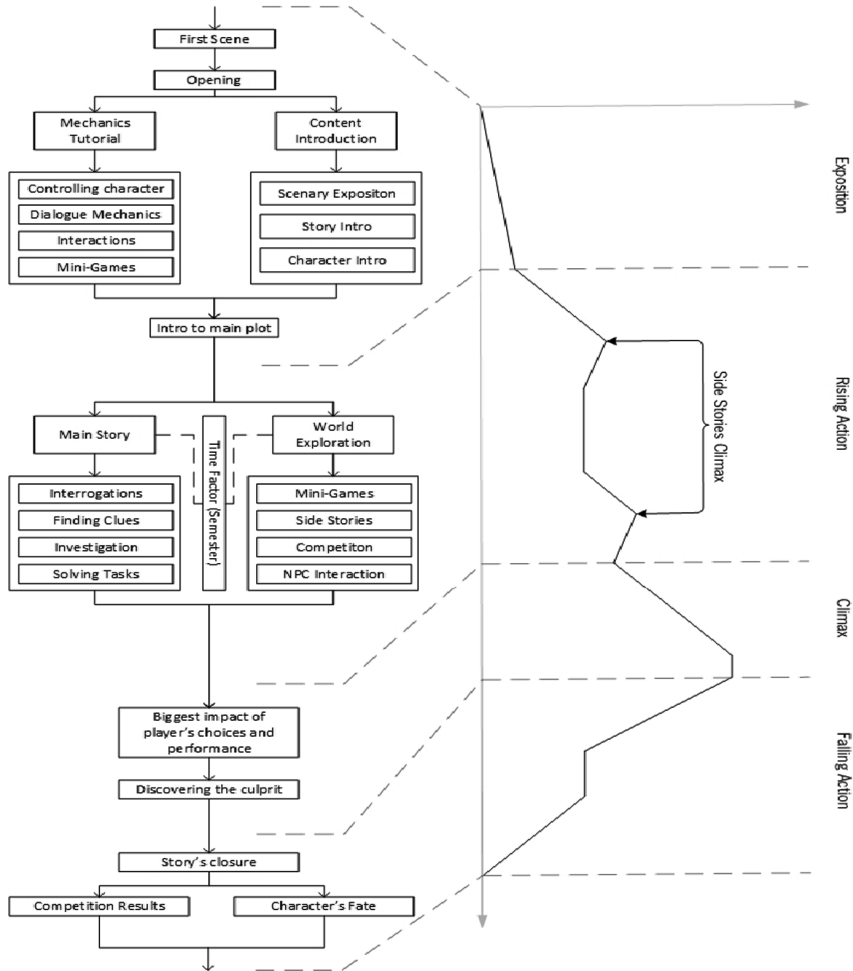 First Scene
Opening
Mechanics
Tutorial
Content
Introduction
Controlling character
Dialogue Mechanics
Interactions
Mini-Games
Scenary Expositon
Story Intro
Character Intro
Intro to main plot
Main Story
Time Factor (Semester)
World
Exploration
Interrogations
Finding Clues
Investigation
Solving Tasks
Mini-Games
Side Stories
Competiton
NPC Interaction
Biggest impact of
player's choices and
performance
Discovering the culprit
Story's closure
Competition Results
Character's Fate
Exposition
Rising Action
Side Stories Climax
Climax
Falling Action